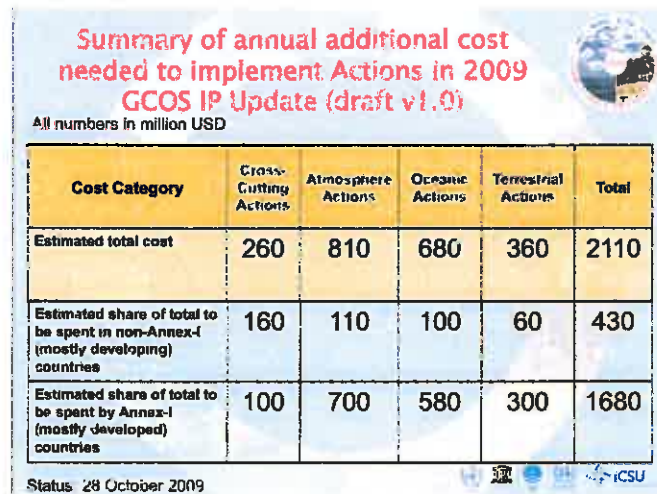 Summary of annual additional cost
needed to implement Actions in 2009
GCOS IP Update (draft v1.0)
All numbers in million USD
Cost Category
Cross-
Cutting
Actions
Atmosphere
Actions
Oceanic
Actions
Terrestrial
Actions
Total
Estimated total cost
260 810 680 360 2110
Estimated share of total to
be spent in non-Annex-I
(mostly developing)
countries
160 110 100 60 430
Estimated share of total to
be spent by Annex-I
(mostly developed)
countries
100 700 580 300 1680
Status: 28 October 2009
ICSU